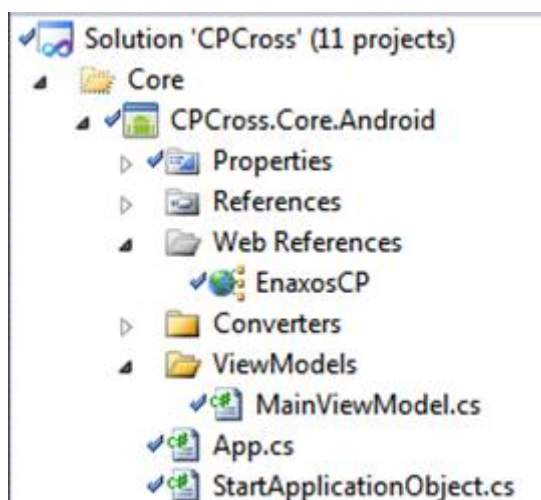 Solution 'CPCross' (11 projects)
Core
CPCross.Core.Android
Properties
References
Web References
EnaxosCP
Converters
ViewModels
MainViewModel.cs
App.cs
StartApplicationObject.cs